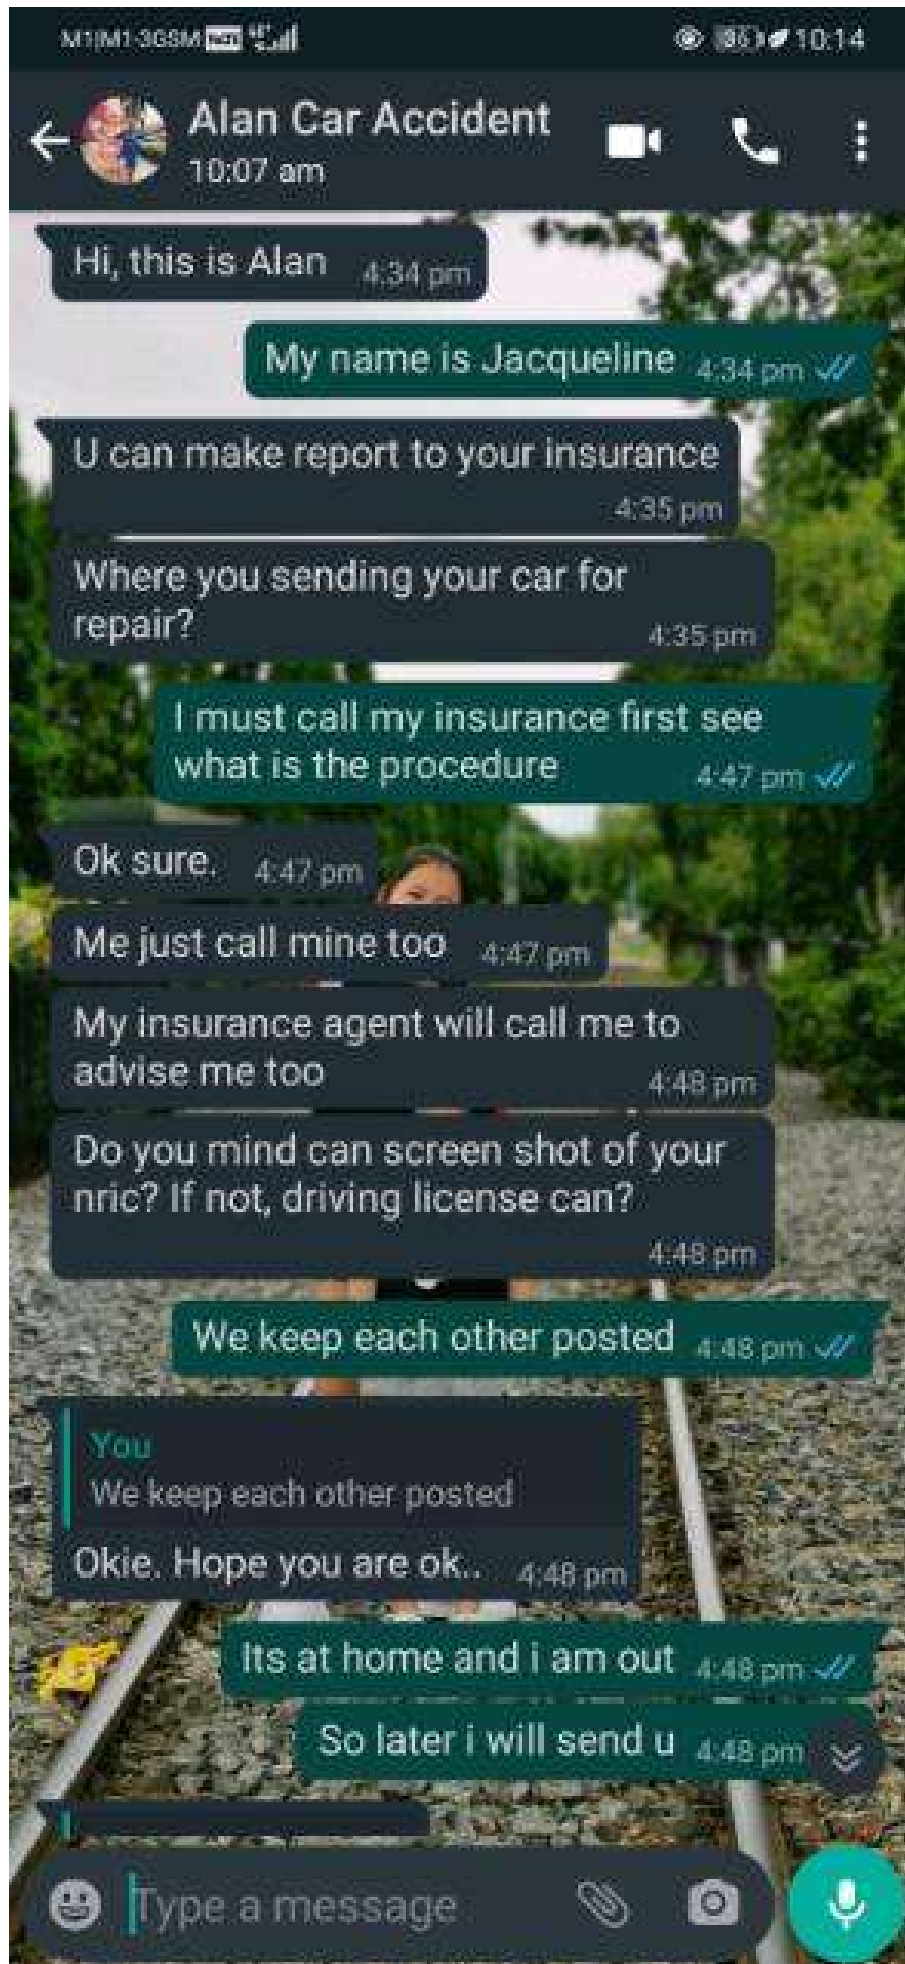 M1|M1-3GSM
10:14
Alan Car Accident
10:07 am
Hi, this is Alan 4:34 pm
My name is Jacqueline 4:34 pm
U can make report to your insurance
4:35 pm
Where you sending your car for
repair? 4:35 pm
I must call my insurance first see
what is the procedure 4:47 pm
Ok sure. 4:47 pm
Me just call mine too 4:47 pm
My insurance agent will call me to
advise me too 4:48 pm
Do you mind can screen shot of your
nric? If not, driving license can?
4:48 pm
We keep each other posted 4:48 pm
You
We keep each other posted
Okie. Hope you are ok.. 4:48 pm
Its at home and i am out 4:48 pm
So later i will send u 4:48 pm
Type a message